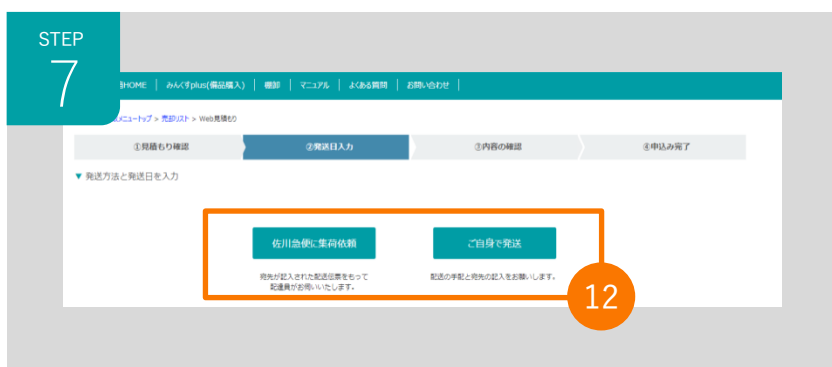 STEP
7
HOME | みんくすplus(備品購入) | 棚卸 | マニュアル | よくある質問 | お問い合わせ |
メニュートップ > 売却リスト > Web見積もり
①見積もり確認
②発送日入力
③内容の確認
④申込み完了
▼ 発送方法と発送日を入力
佐川急便に集荷依頼
ご自身で発送
宛先が記入された配送伝票をもって
配達員がお伺いいたします。
配送の手配と宛先の記入をお願いします。
12